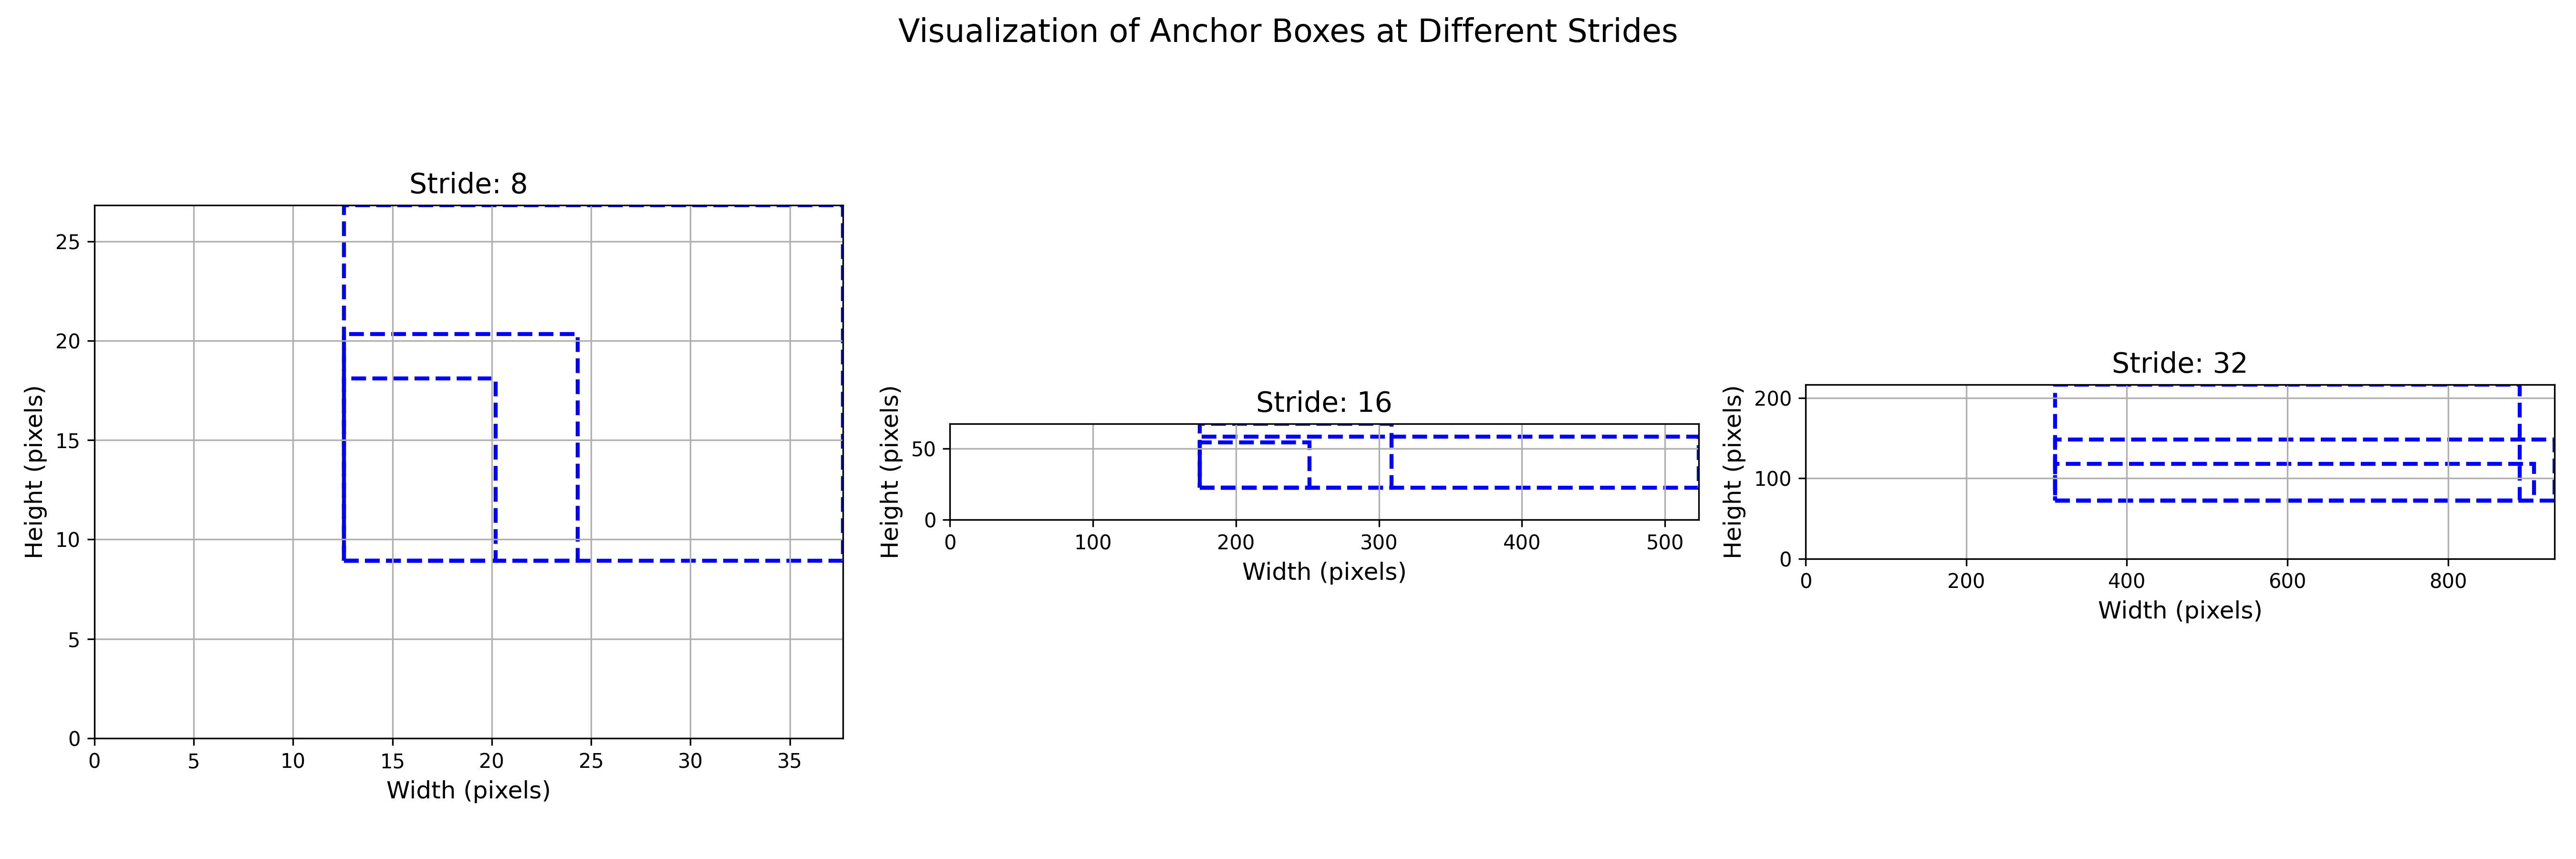 Visualization of Anchor Boxes at Different Strides
Stride: 8
Height (pixels)
25
20
15
10
5
0
0 5 10 15 20 25 30 35
Width (pixels)
Stride: 16
Height (pixels)
50
0
0 100 200 300 400 500
Width (pixels)
Stride: 32
Height (pixels)
200
100
0
0 200 400 600 800
Width (pixels)